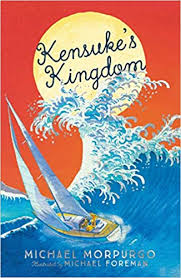 Kensuke's
Kingdom
MICHAEL MORPURGO
Illustrated by MICHAEL FOREMAN